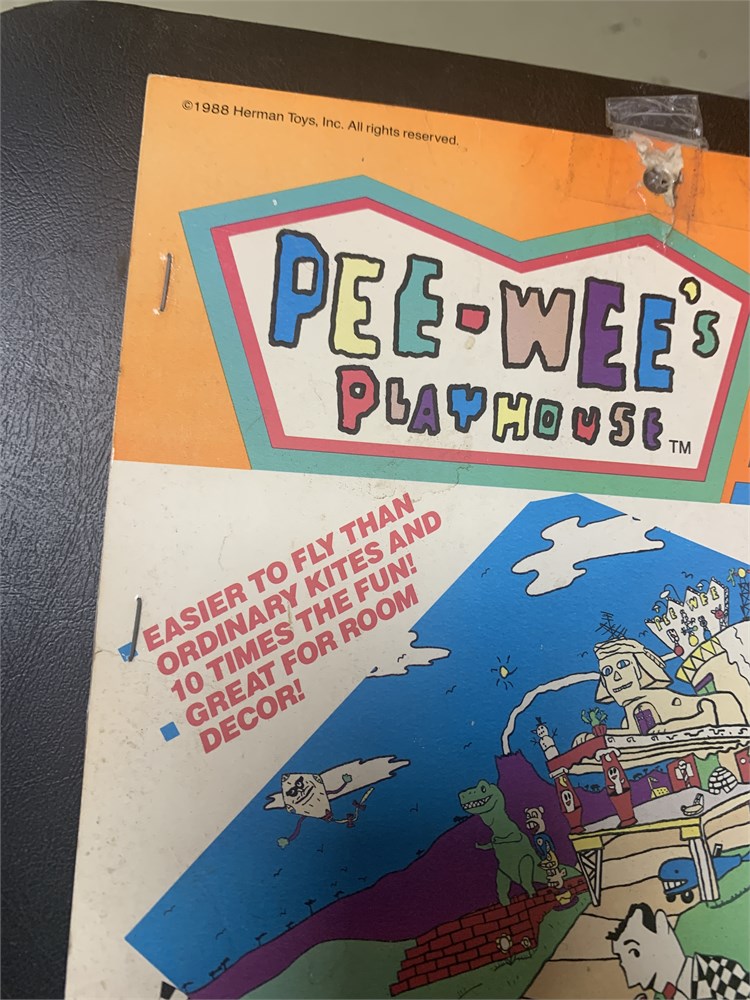 ©1988 Herman Toys, Inc. All rights reserved.
PEE-WEE'S
PLAYHOUSE
TM
EASIER TO FLY THAN
ORDINARY KITES AND
10 TIMES THE FUN!
GREAT FOR ROOM
DECOR!
PEE WEE